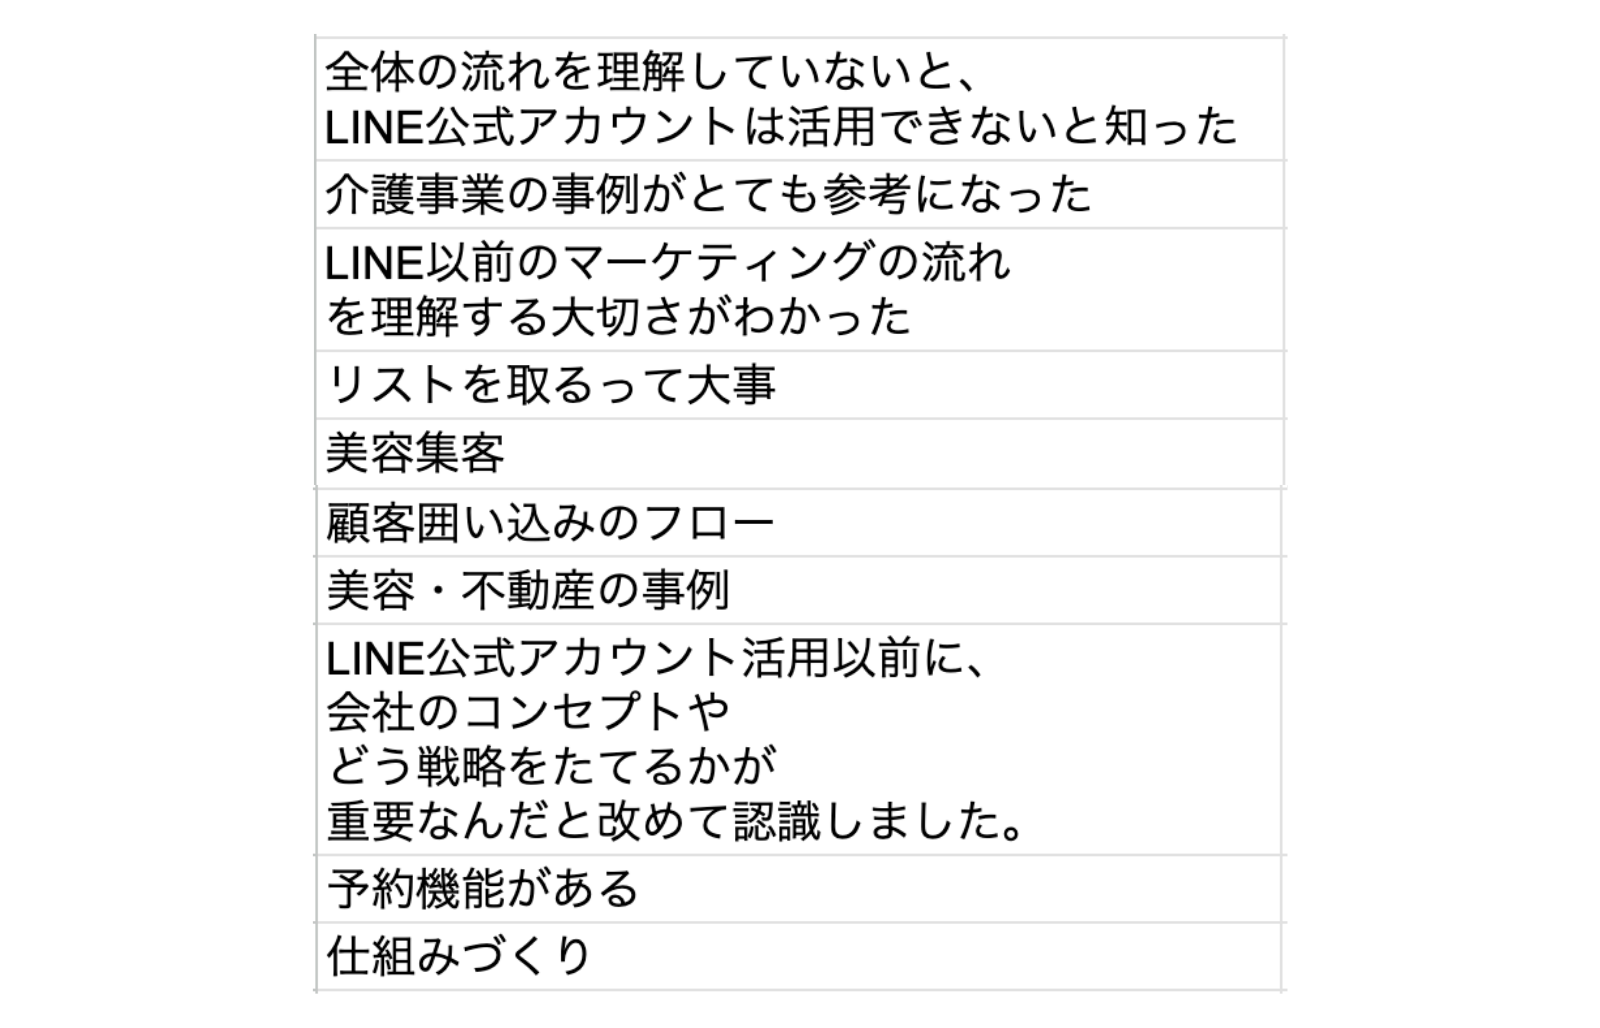 全体の流れを理解していないと、
LINE公式アカウントは活用できないと知った
介護事業の事例がとても参考になった
LINE以前のマーケティングの流れ
を理解する大切さがわかった
リストを取るって大事
美容集客
顧客囲い込みのフロー
美容・不動産の事例
LINE公式アカウント活用以前に、
会社のコンセプトや
どう戦略をたてるかが
重要なんだと改めて認識しました。
予約機能がある
仕組みづくり